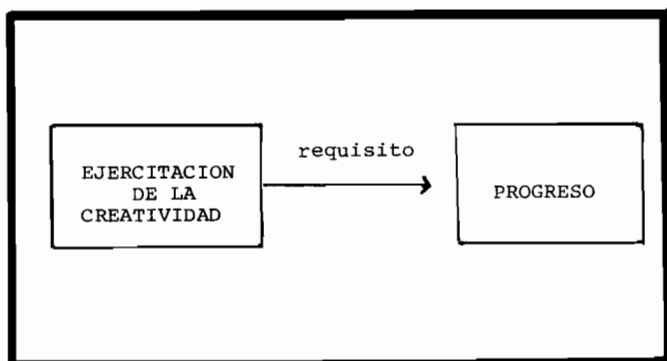 EJERCITACION
DE LA
CREATIVIDAD
requisito
PROGRESO